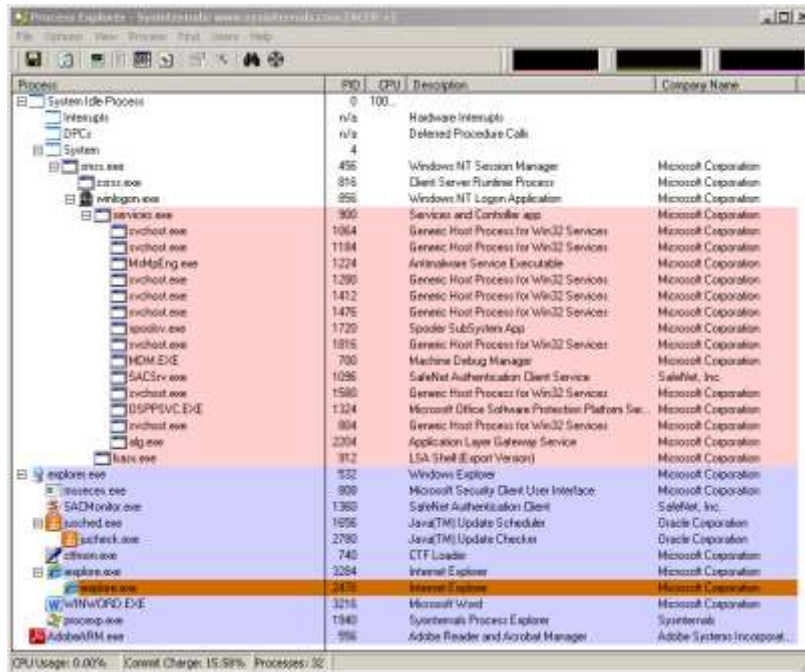 Process Explorer - Sysinternals: www.sysinternals.com
File Options View Process Find Users Help
Process PID CPU Description Company Name
System Idle Process 0 100...
Interrupts n/a Hardware Interrupts
DPCs n/a Deferred Procedure Calls
System 4
smss.exe 456 Windows NT Session Manager Microsoft Corporation
csrss.exe 816 Client Server Runtime Process Microsoft Corporation
winlogon.exe 856 Windows NT Logon Application Microsoft Corporation
services.exe 900 Services and Controller app Microsoft Corporation
svchost.exe 1064 Generic Host Process for Win32 Services Microsoft Corporation
svchost.exe 1184 Generic Host Process for Win32 Services Microsoft Corporation
MsMpEng.exe 1224 Antimalware Service Executable Microsoft Corporation
svchost.exe 1280 Generic Host Process for Win32 Services Microsoft Corporation
svchost.exe 1412 Generic Host Process for Win32 Services Microsoft Corporation
svchost.exe 1476 Generic Host Process for Win32 Services Microsoft Corporation
spoolsv.exe 1720 Spooler SubSystem App Microsoft Corporation
svchost.exe 1816 Generic Host Process for Win32 Services Microsoft Corporation
MDM.EXE 700 Machine Debug Manager Microsoft Corporation
SACSrv.exe 1096 SafeNet Authentication Client Service SafeNet, Inc.
svchost.exe 1580 Generic Host Process for Win32 Services Microsoft Corporation
OSPPSVC.EXE 1324 Microsoft Office Software Protection Platform Ser... Microsoft Corporation
svchost.exe 804 Generic Host Process for Win32 Services Microsoft Corporation
alg.exe 2204 Application Layer Gateway Service Microsoft Corporation
lsass.exe 912 LSA Shell (Export Version) Microsoft Corporation
explorer.exe 532 Windows Explorer Microsoft Corporation
msseces.exe 808 Microsoft Security Client User Interface Microsoft Corporation
SACMonitor.exe 1360 SafeNet Authentication Client SafeNet, Inc.
jusched.exe 1656 Java(TM) Update Scheduler Oracle Corporation
jucheck.exe 2780 Java(TM) Update Checker Oracle Corporation
ctfmon.exe 740 CTF Loader Microsoft Corporation
iexplore.exe 3284 Internet Explorer Microsoft Corporation
iexplore.exe 2476 Internet Explorer Microsoft Corporation
WINWORD.EXE 3216 Microsoft Word Microsoft Corporation
procexp.exe 1940 Sysinternals Process Explorer Sysinternals
AdobeARM.exe 996 Adobe Reader and Acrobat Manager Adobe Systems Incorporat...
CPU Usage: 0.00% Commit Charge: 15.58% Processes: 32